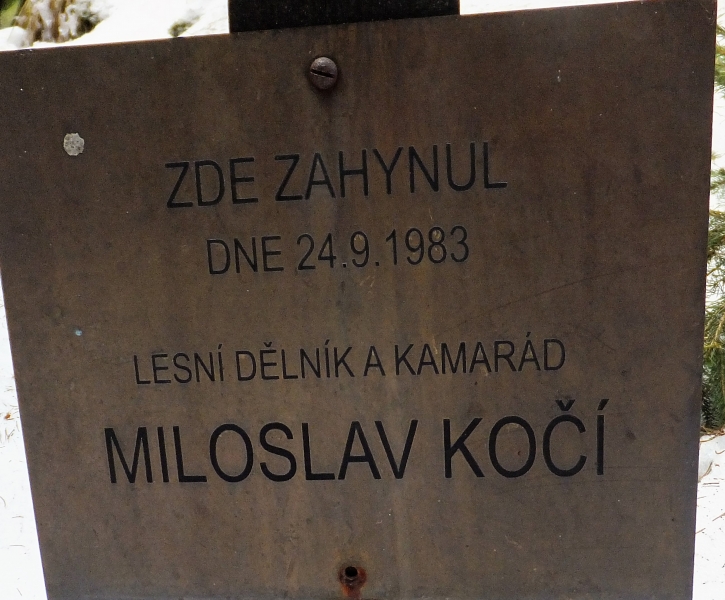 ZDE ZAHYNUL
DNE 24.9.1983
LESNÍ DĚLNÍK A KAMARÁD
MILOSLAV KOČÍ